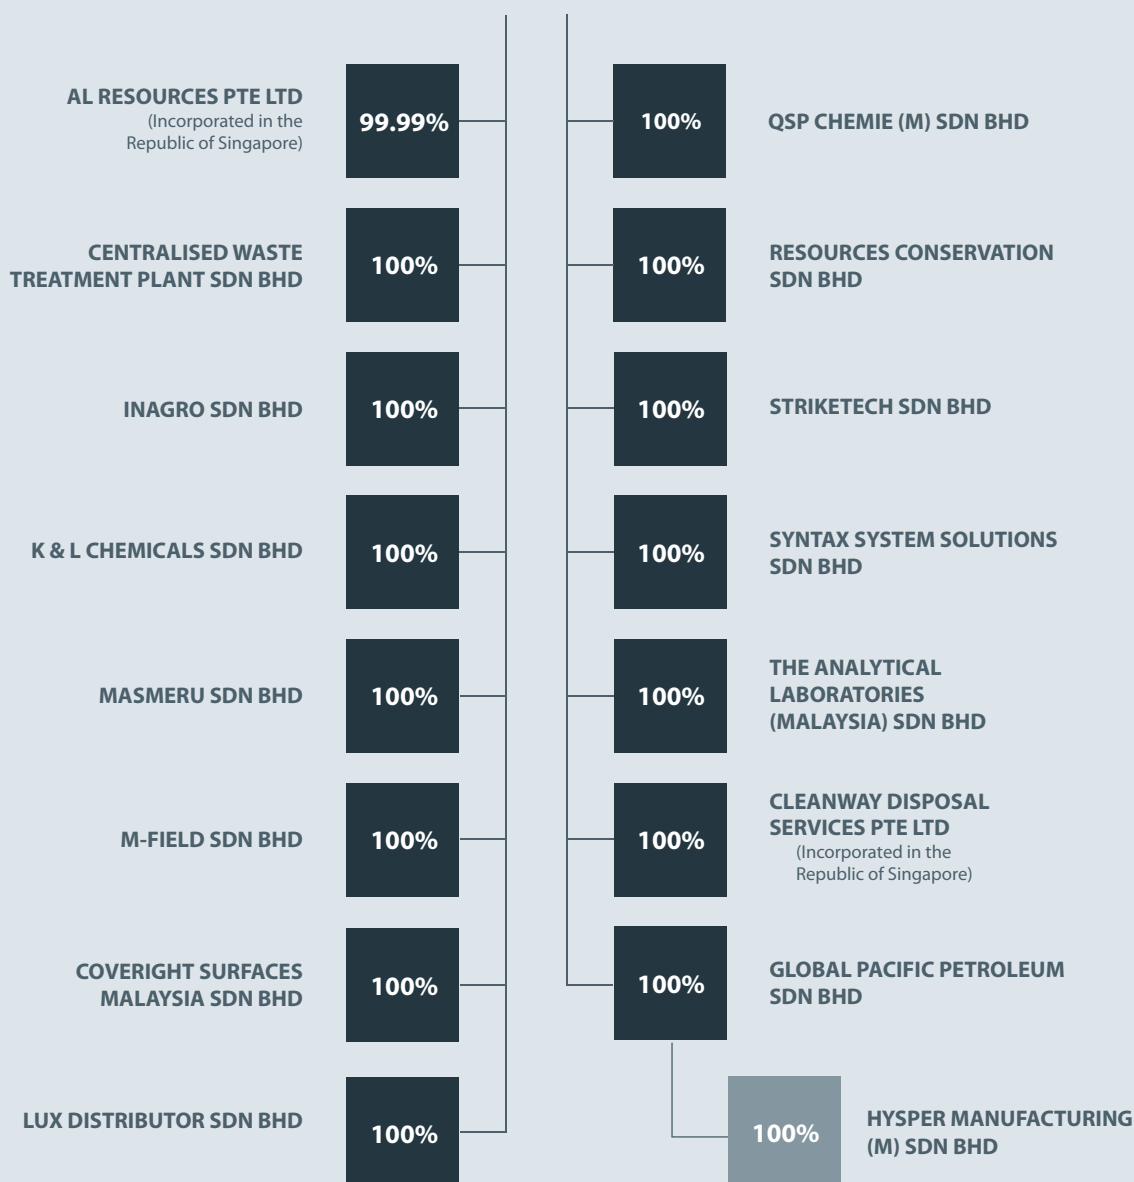 AL RESOURCES PTE LTD
(Incorporated in the
Republic of Singapore)
99.99%
100%
QSP CHEMIE (M) SDN BHD
CENTRALISED WASTE
TREATMENT PLANT SDN BHD
100%
100%
RESOURCES CONSERVATION
SDN BHD
INAGRO SDN BHD
100%
100%
STRIKETECH SDN BHD
K & L CHEMICALS SDN BHD
100%
100%
SYNTAX SYSTEM SOLUTIONS
SDN BHD
MASMERU SDN BHD
100%
100%
THE ANALYTICAL
LABORATORIES
(MALAYSIA) SDN BHD
M-FIELD SDN BHD
100%
100%
CLEANWAY DISPOSAL
SERVICES PTE LTD
(Incorporated in the
Republic of Singapore)
COVERIGHT SURFACES
MALAYSIA SDN BHD
100%
100%
GLOBAL PACIFIC PETROLEUM
SDN BHD
LUX DISTRIBUTOR SDN BHD
100%
100%
HYSPER MANUFACTURING
(M) SDN BHD